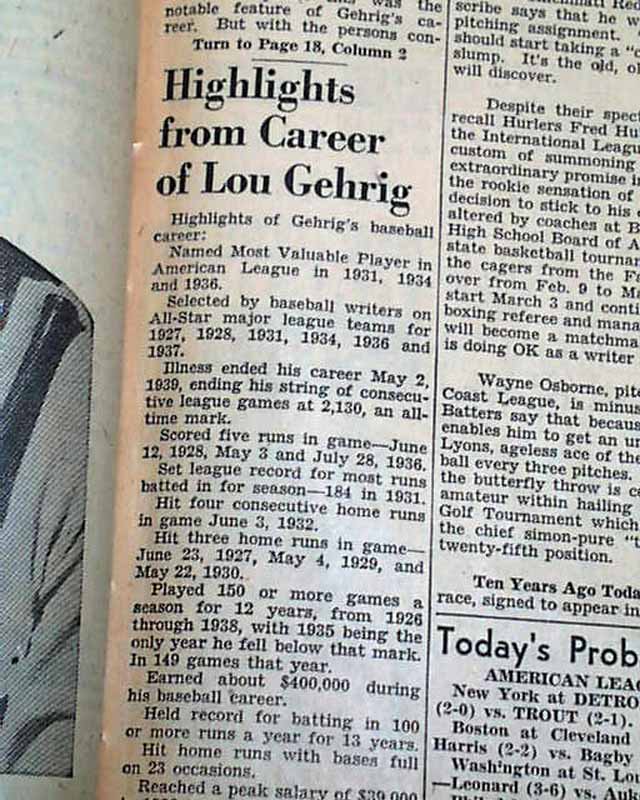 was the
notable feature of Gehrig's ca-
reer. But with the persons con-
Turn to Page 18, Column 2
Highlights
from Career
of Lou Gehrig
Highlights of Gehrig's baseball
career:
Named Most Valuable Player in
American League in 1931, 1934
and 1936.
Selected by baseball writers on
All-Star major league teams for
1927, 1928, 1931, 1934, 1936 and
1937.
Illness ended his career May 2,
1939, ending his string of consecu-
tive league games at 2,130, an all-
time mark.
Scored five runs in game—June
12, 1928, May 3 and July 28, 1936.
Set league record for most runs
batted in for season—184 in 1931.
Hit four consecutive home runs
in game June 3, 1932.
Hit three home runs in game—
June 23, 1927, May 4, 1929, and
May 22, 1930.
Played 150 or more games a
season for 12 years, from 1926
through 1938, with 1935 being the
only year he fell below that mark.
In 149 games that year.
Earned about $400,000 during
his baseball career.
Held record for batting in 100
or more runs a year for 13 years.
Hit home runs with bases full
on 23 occasions.
Reached a peak salary of $39,000
scribe says that he w
pitching assignment.
should start taking a "c
slump. It's the old, ol
will discover.
Despite their spec
recall Hurlers Fred Hu
the International Leagu
custom of summoning
extraordinary promise i
the rookie sensation of
decision to stick to his
altered by coaches at B
High School Board of A
state basketball tournam
the cagers from the Fa
over from Feb. 9 to Ma
start March 3 and conti
boxing referee and mana
will become a matchma
is doing OK as a writer
Wayne Osborne, pitc
Coast League, is minus
Batters say that becaus
enables him to get an un
Lyons, ageless ace of the
ball every three pitches.
the butterfly throw is c
amateur within hailing
Golf Tournament which
the chief simon-pure "t
twenty-fifth position.
Ten Years Ago Toda
race, signed to appear in
Today's Prob
AMERICAN LEAG
New York at DETRO
(2-0) vs. TROUT (2-1).
Boston at Cleveland
Harris (2-2) vs. Bagby
Washington at St. Lou
—Leonard (3-6) vs. Auk